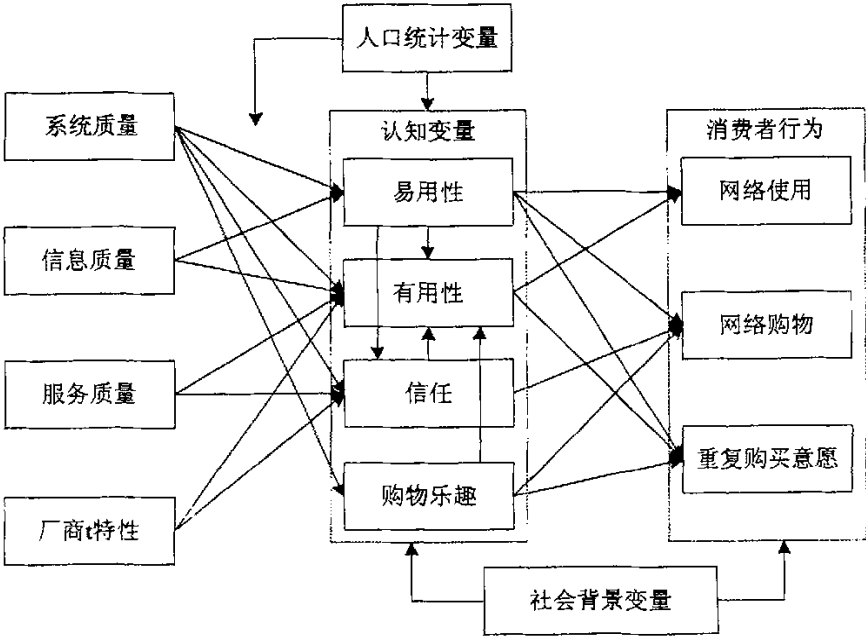 人口统计变量
系统质量
认知变量
消费者行为
易用性
网络使用
信息质量
有用性
网络购物
服务质量
信任
重复购买意愿
购物乐趣
厂商t特性
社会背景变量